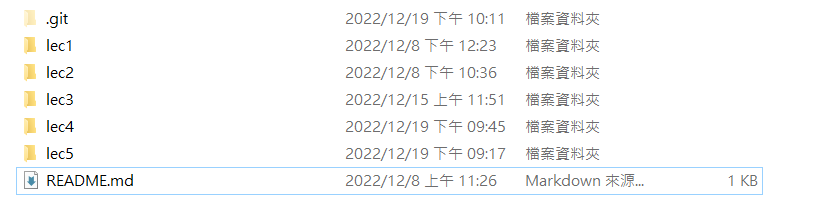 .git 2022/12/19 下午 10:11 檔案資料夾
lec1 2022/12/8 下午 12:23 檔案資料夾
lec2 2022/12/8 下午 10:36 檔案資料夾
lec3 2022/12/15 上午 11:51 檔案資料夾
lec4 2022/12/19 下午 09:45 檔案資料夾
lec5 2022/12/19 下午 09:17 檔案資料夾
README.md 2022/12/8 上午 11:26 Markdown 來源... 1 KB